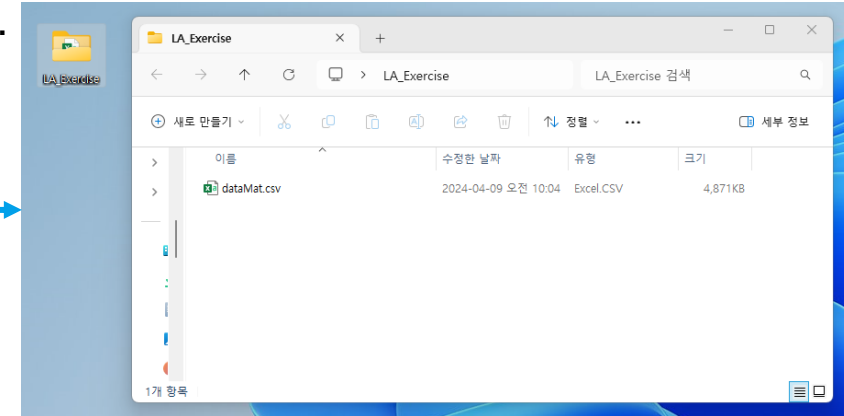 LA_Exercise
LA_Exercise
LA_Exercise
LA_Exercise 검색
새로 만들기
정렬
세부 정보
이름
수정한 날짜
유형
크기
dataMat.csv
2024-04-09 오전 10:04
Excel.CSV
4,871KB
1개 항목